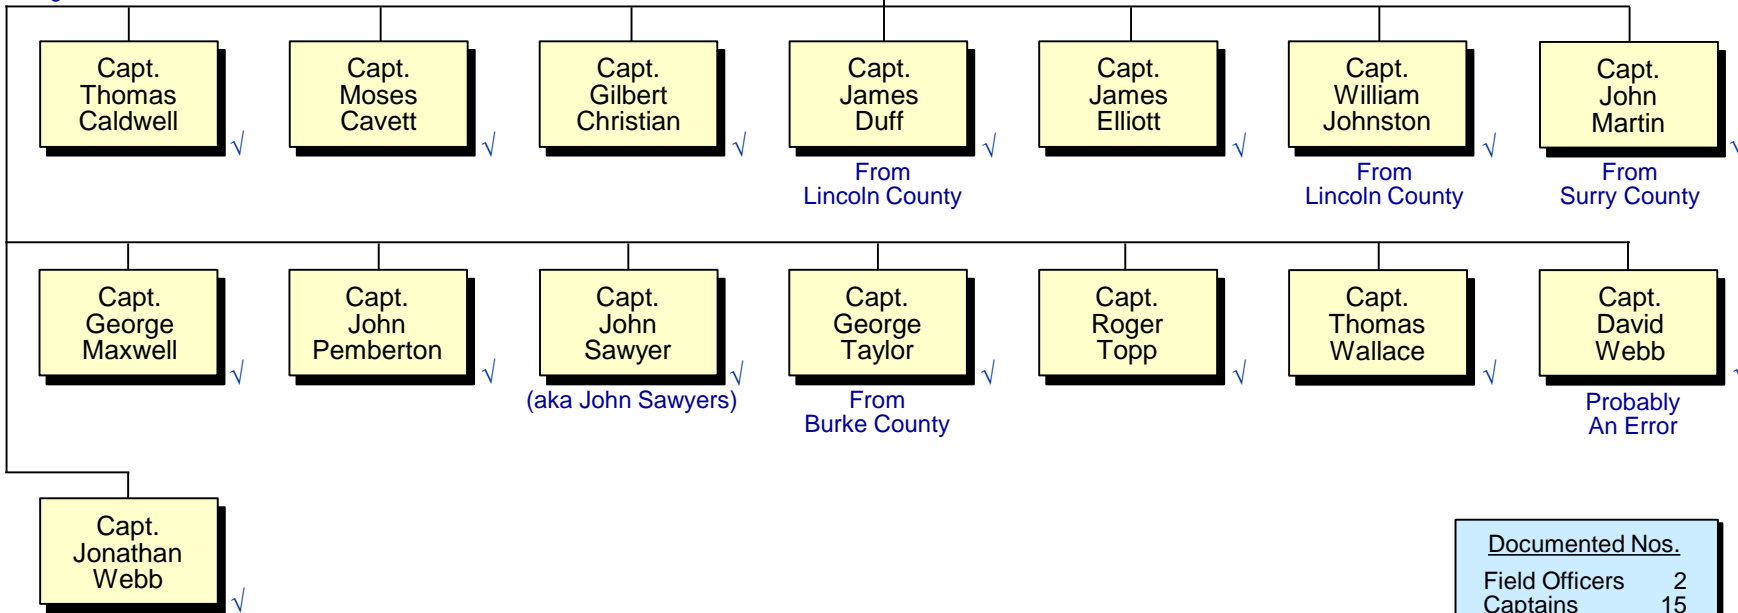 Capt.
Thomas
Caldwell
√
Capt.
Moses
Cavett
√
Capt.
Gilbert
Christian
√
Capt.
James
Duff
√
From
Lincoln County
Capt.
James
Elliott
√
Capt.
William
Johnston
√
From
Lincoln County
Capt.
John
Martin
√
From
Surry County
Capt.
George
Maxwell
√
Capt.
John
Pemberton
√
Capt.
John
Sawyer
√
(aka John Sawyers)
Capt.
George
Taylor
√
From
Burke County
Capt.
Roger
Topp
√
Capt.
Thomas
Wallace
√
Capt.
David
Webb
√
Probably
An Error
Capt.
Jonathan
Webb
√
Documented Nos.
Field Officers 2
Captains 15